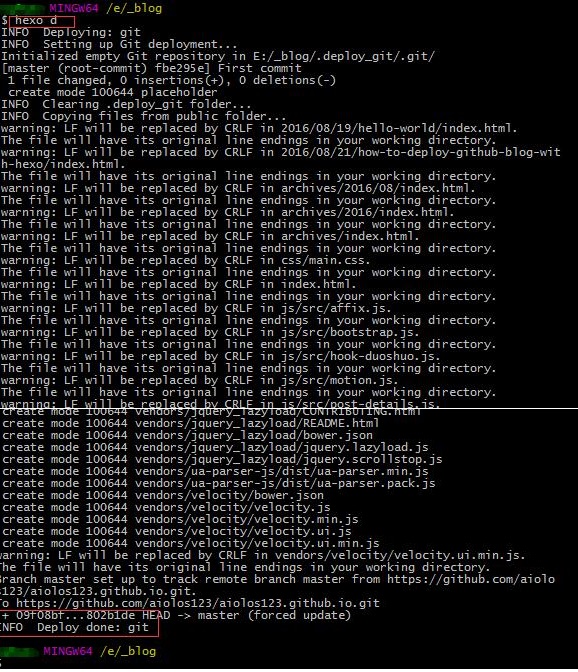 MINGW64 /e/_blog
$ hexo d
INFO  Deploying: git
INFO  Setting up Git deployment...
Initialized empty Git repository in E:/_blog/.deploy_git/.git/
[master (root-commit) fbe295e] First commit
 1 file changed, 0 insertions(+), 0 deletions(-)
 create mode 100644 placeholder
INFO  Clearing .deploy_git folder...
INFO  Copying files from public folder...
warning: LF will be replaced by CRLF in 2016/08/19/hello-world/index.html.
The file will have its original line endings in your working directory.
warning: LF will be replaced by CRLF in 2016/08/21/how-to-deploy-github-blog-wit
h-hexo/index.html.
The file will have its original line endings in your working directory.
warning: LF will be replaced by CRLF in archives/2016/08/index.html.
The file will have its original line endings in your working directory.
warning: LF will be replaced by CRLF in archives/2016/index.html.
The file will have its original line endings in your working directory.
warning: LF will be replaced by CRLF in archives/index.html.
The file will have its original line endings in your working directory.
warning: LF will be replaced by CRLF in css/main.css.
The file will have its original line endings in your working directory.
warning: LF will be replaced by CRLF in index.html.
The file will have its original line endings in your working directory.
warning: LF will be replaced by CRLF in js/src/affix.js.
The file will have its original line endings in your working directory.
warning: LF will be replaced by CRLF in js/src/bootstrap.js.
The file will have its original line endings in your working directory.
warning: LF will be replaced by CRLF in js/src/hook-duoshuo.js.
The file will have its original line endings in your working directory.
warning: LF will be replaced by CRLF in js/src/motion.js.
The file will have its original line endings in your working directory.
warning: LF will be replaced by CRLF in js/src/post-details.js.
create mode 100644 vendors/jquery_lazyload/CONTRIBUTING.html
create mode 100644 vendors/jquery_lazyload/README.html
create mode 100644 vendors/jquery_lazyload/bower.json
create mode 100644 vendors/jquery_lazyload/jquery.lazyload.js
create mode 100644 vendors/jquery_lazyload/jquery.scrollstop.js
create mode 100644 vendors/ua-parser-js/dist/ua-parser.min.js
create mode 100644 vendors/ua-parser-js/dist/ua-parser.pack.js
create mode 100644 vendors/velocity/bower.json
create mode 100644 vendors/velocity/velocity.js
create mode 100644 vendors/velocity/velocity.min.js
create mode 100644 vendors/velocity/velocity.ui.js
create mode 100644 vendors/velocity/velocity.ui.min.js
warning: LF will be replaced by CRLF in vendors/velocity/velocity.ui.min.js.
The file will have its original line endings in your working directory.
Branch master set up to track remote branch master from https://github.com/aiolo
s123/aiolos123.github.io.git.
To https://github.com/aiolos123/aiolos123.github.io.git
 + 09f08bf...802b1de HEAD -> master (forced update)
INFO  Deploy done: git
MINGW64 /e/_blog
$